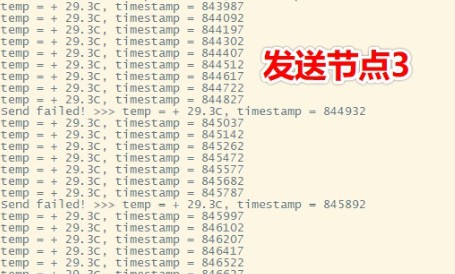 temp = + 29.3C, timestamp = 843987
temp = + 29.3C, timestamp = 844092
temp = + 29.3C, timestamp = 844197
temp = + 29.3C, timestamp = 844302
temp = + 29.3C, timestamp = 844407
temp = + 29.3C, timestamp = 844512
temp = + 29.3C, timestamp = 844617
temp = + 29.3C, timestamp = 844722
temp = + 29.3C, timestamp = 844827
Send failed! >>> temp = + 29.3C, timestamp = 844932
temp = + 29.3C, timestamp = 845037
temp = + 29.3C, timestamp = 845142
temp = + 29.3C, timestamp = 845262
temp = + 29.3C, timestamp = 845472
temp = + 29.3C, timestamp = 845577
temp = + 29.3C, timestamp = 845682
temp = + 29.3C, timestamp = 845787
Send failed! >>> temp = + 29.3C, timestamp = 845892
temp = + 29.3C, timestamp = 845997
temp = + 29.3C, timestamp = 846102
temp = + 29.3C, timestamp = 846207
temp = + 29.3C, timestamp = 846417
temp = + 29.3C, timestamp = 846522
temp = + 29.3C, timestamp = 846627
发送节点3